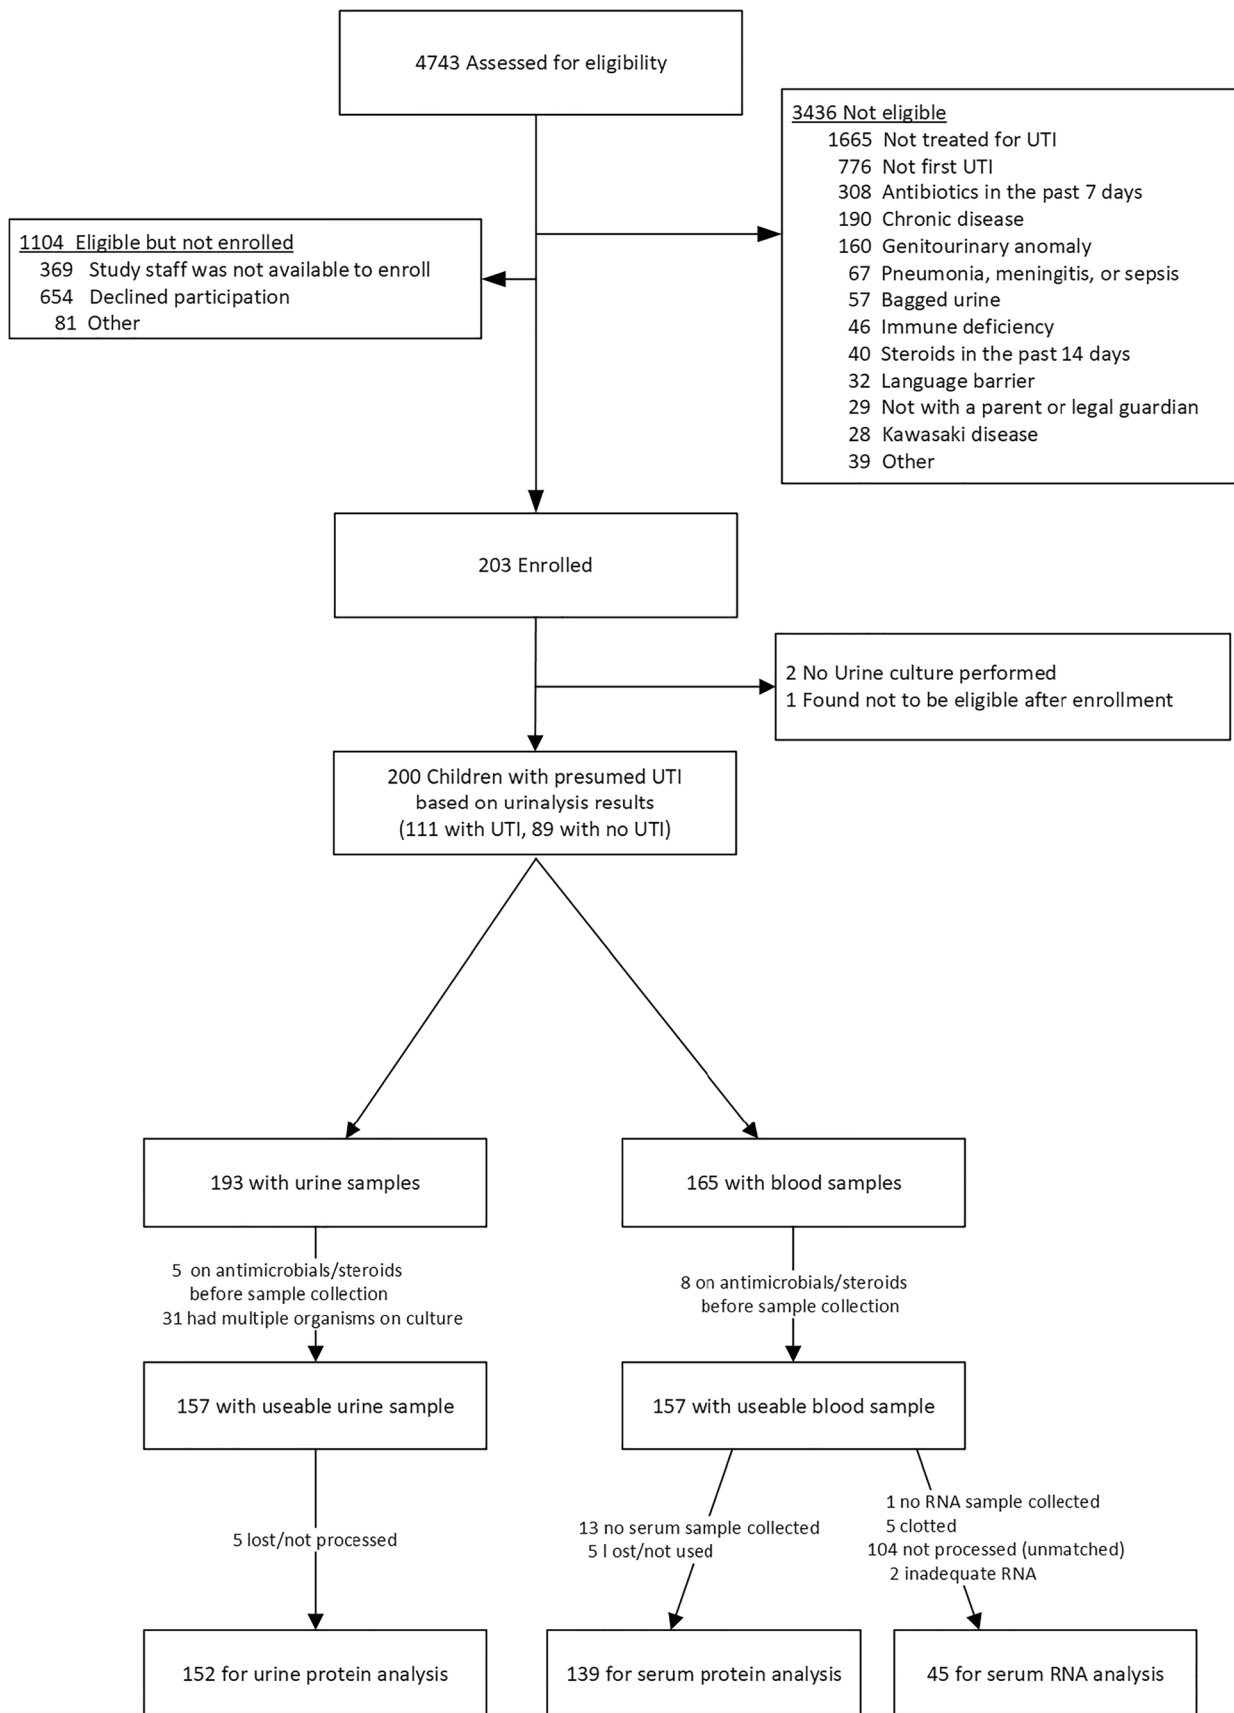 4743 Assessed for eligibility
3436 Not eligible
1665 Not treated for UTI
776 Not first UTI
308 Antibiotics in the past 7 days
190 Chronic disease
160 Genitourinary anomaly
67 Pneumonia, meningitis, or sepsis
57 Bagged urine
46 Immune deficiency
40 Steroids in the past 14 days
32 Language barrier
29 Not with a parent or legal guardian
28 Kawasaki disease
39 Other
1104 Eligible but not enrolled
369 Study staff was not available to enroll
654 Declined participation
81 Other
203 Enrolled
2 No Urine culture performed
1 Found not to be eligible after enrollment
200 Children with presumed UTI
based on urinalysis results
(111 with UTI, 89 with no UTI)
193 with urine samples
165 with blood samples
5 on antimicrobials/steroids
before sample collection
31 had multiple organisms on culture
8 on antimicrobials/steroids
before sample collection
157 with useable urine sample
157 with useable blood sample
5 lost/not processed
13 no serum sample collected
5 l ost/not used
1 no RNA sample collected
5 clotted
104 not processed (unmatched)
2 inadequate RNA
152 for urine protein analysis
139 for serum protein analysis
45 for serum RNA analysis